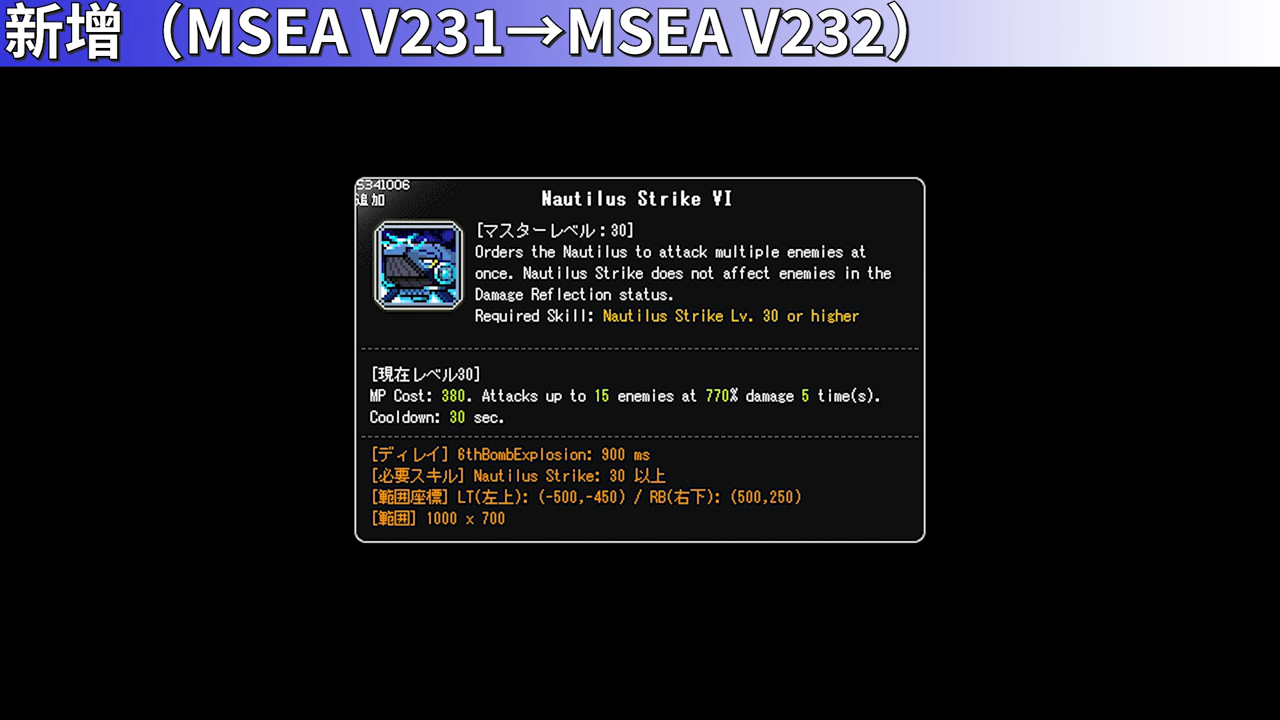 新增（MSEA V231→MSEA V232）
5341006
追加
Nautilus Strike VI
[マスターレベル：30]
Orders the Nautilus to attack multiple enemies at
once. Nautilus Strike does not affect enemies in the
Damage Reflection status.
Required Skill: Nautilus Strike Lv. 30 or higher
[現在レベル30]
MP Cost: 380. Attacks up to 15 enemies at 770% damage 5 time(s).
Cooldown: 30 sec.
[ディレイ] 6thBombExplosion: 900 ms
[必要スキル] Nautilus Strike: 30 以上
[範囲座標] LT(左上): (-500,-450) / RB(右下): (500,250)
[範囲] 1000 x 700